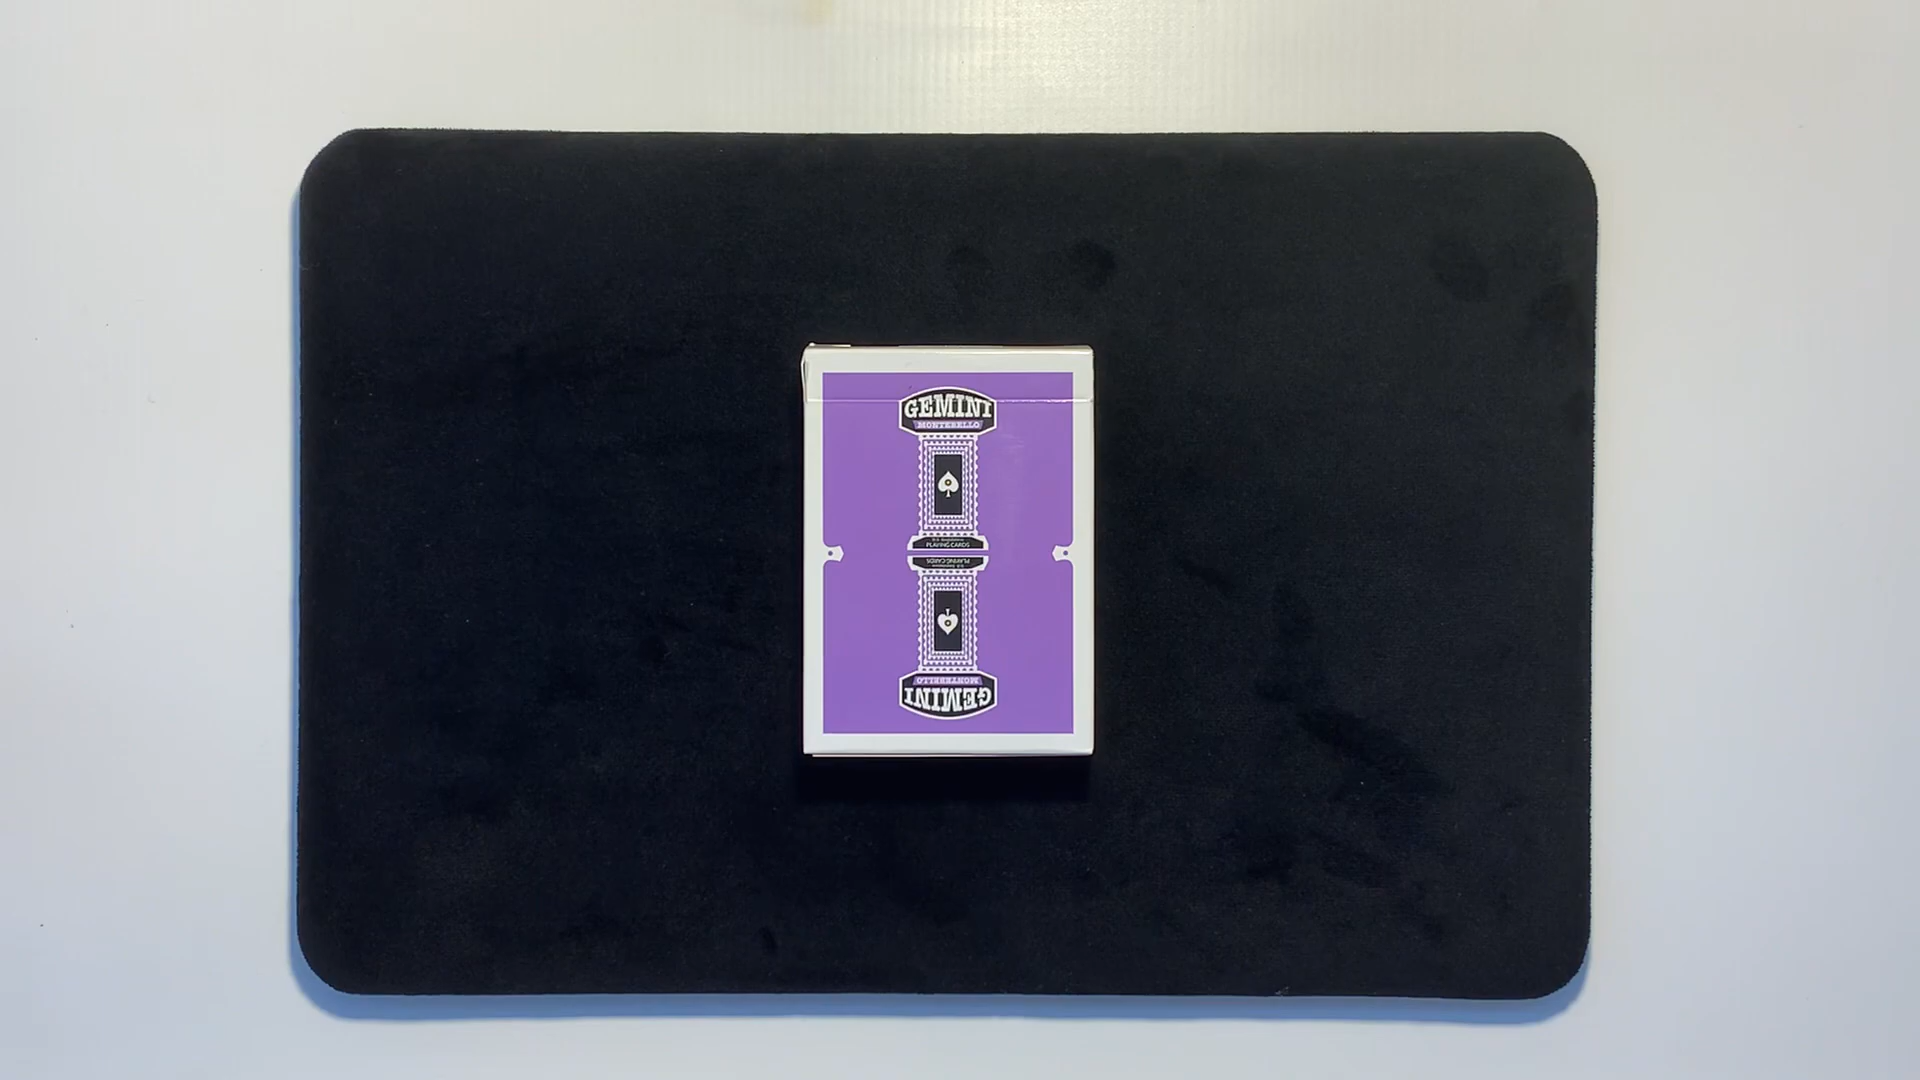 GEMINI
MONTEBELLO
PLAYING CARDS
PLAYING CARDS
MONTEBELLO
GEMINI